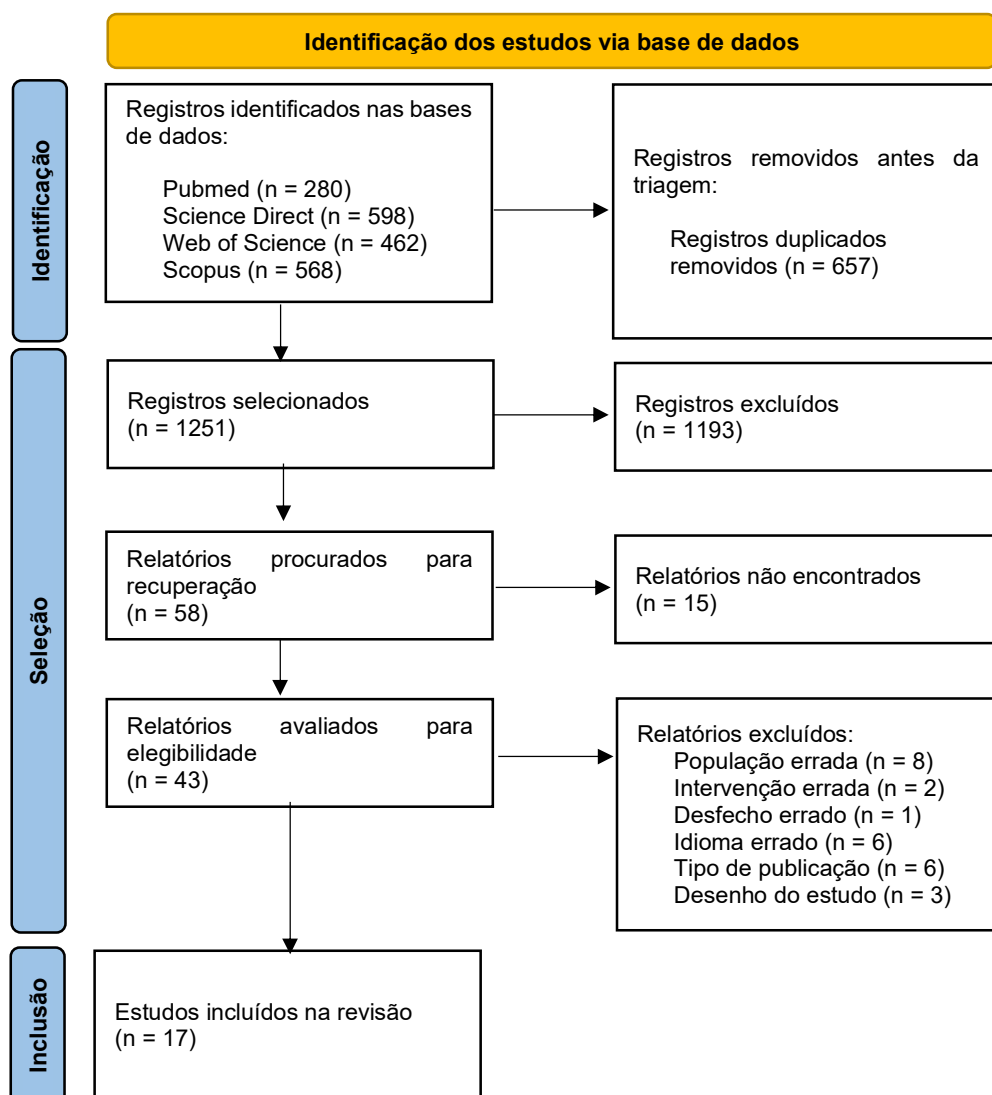 Identificação dos estudos via base de dados
Identificação
Registros identificados nas bases
de dados:
Pubmed (n = 280)
Science Direct (n = 598)
Web of Science (n = 462)
Scopus (n = 568)
Registros removidos antes da
triagem:
Registros duplicados
removidos (n = 657)
Seleção
Registros selecionados
(n = 1251)
Registros excluídos
(n = 1193)
Relatórios procurados para
recuperação
(n = 58)
Relatórios não encontrados
(n = 15)
Relatórios avaliados para
elegibilidade
(n = 43)
Relatórios excluídos:
População errada (n = 8)
Intervenção errada (n = 2)
Desfecho errado (n = 1)
Idioma errado (n = 6)
Tipo de publicação (n = 6)
Desenho do estudo (n = 3)
Inclusão
Estudos incluídos na revisão
(n = 17)